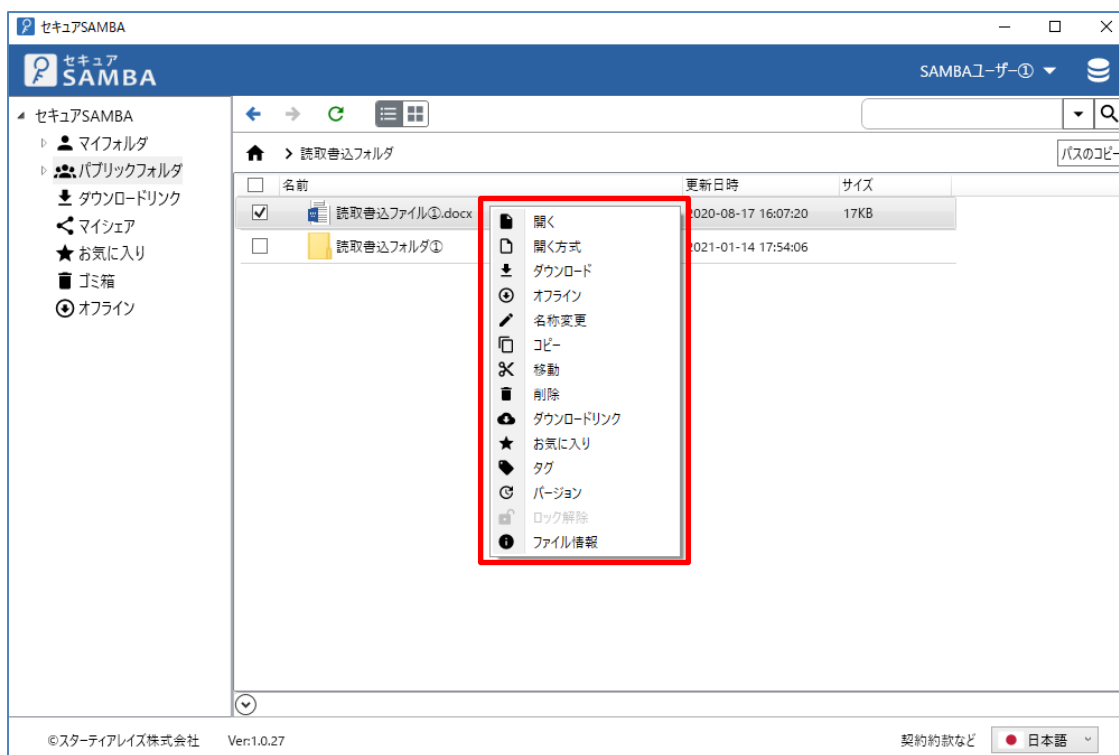 セキュアSAMBA
セキュア
SAMBA
SAMBAユーザー①
セキュアSAMBA
マイフォルダ
パブリックフォルダ
ダウンロードリンク
マイシェア
お気に入り
ゴミ箱
オフライン
読取書込フォルダ
パスのコピー
名前 更新日時 サイズ
読取書込ファイル①.docx 2020-08-17 16:07:20 17KB
読取書込フォルダ① 2021-01-14 17:54:06
開く
開く方式
ダウンロード
オフライン
名称変更
コピー
移動
削除
ダウンロードリンク
お気に入り
タグ
バージョン
ロック解除
ファイル情報
©スターティアレイズ株式会社 Ver:1.0.27 契約約款など 日本語